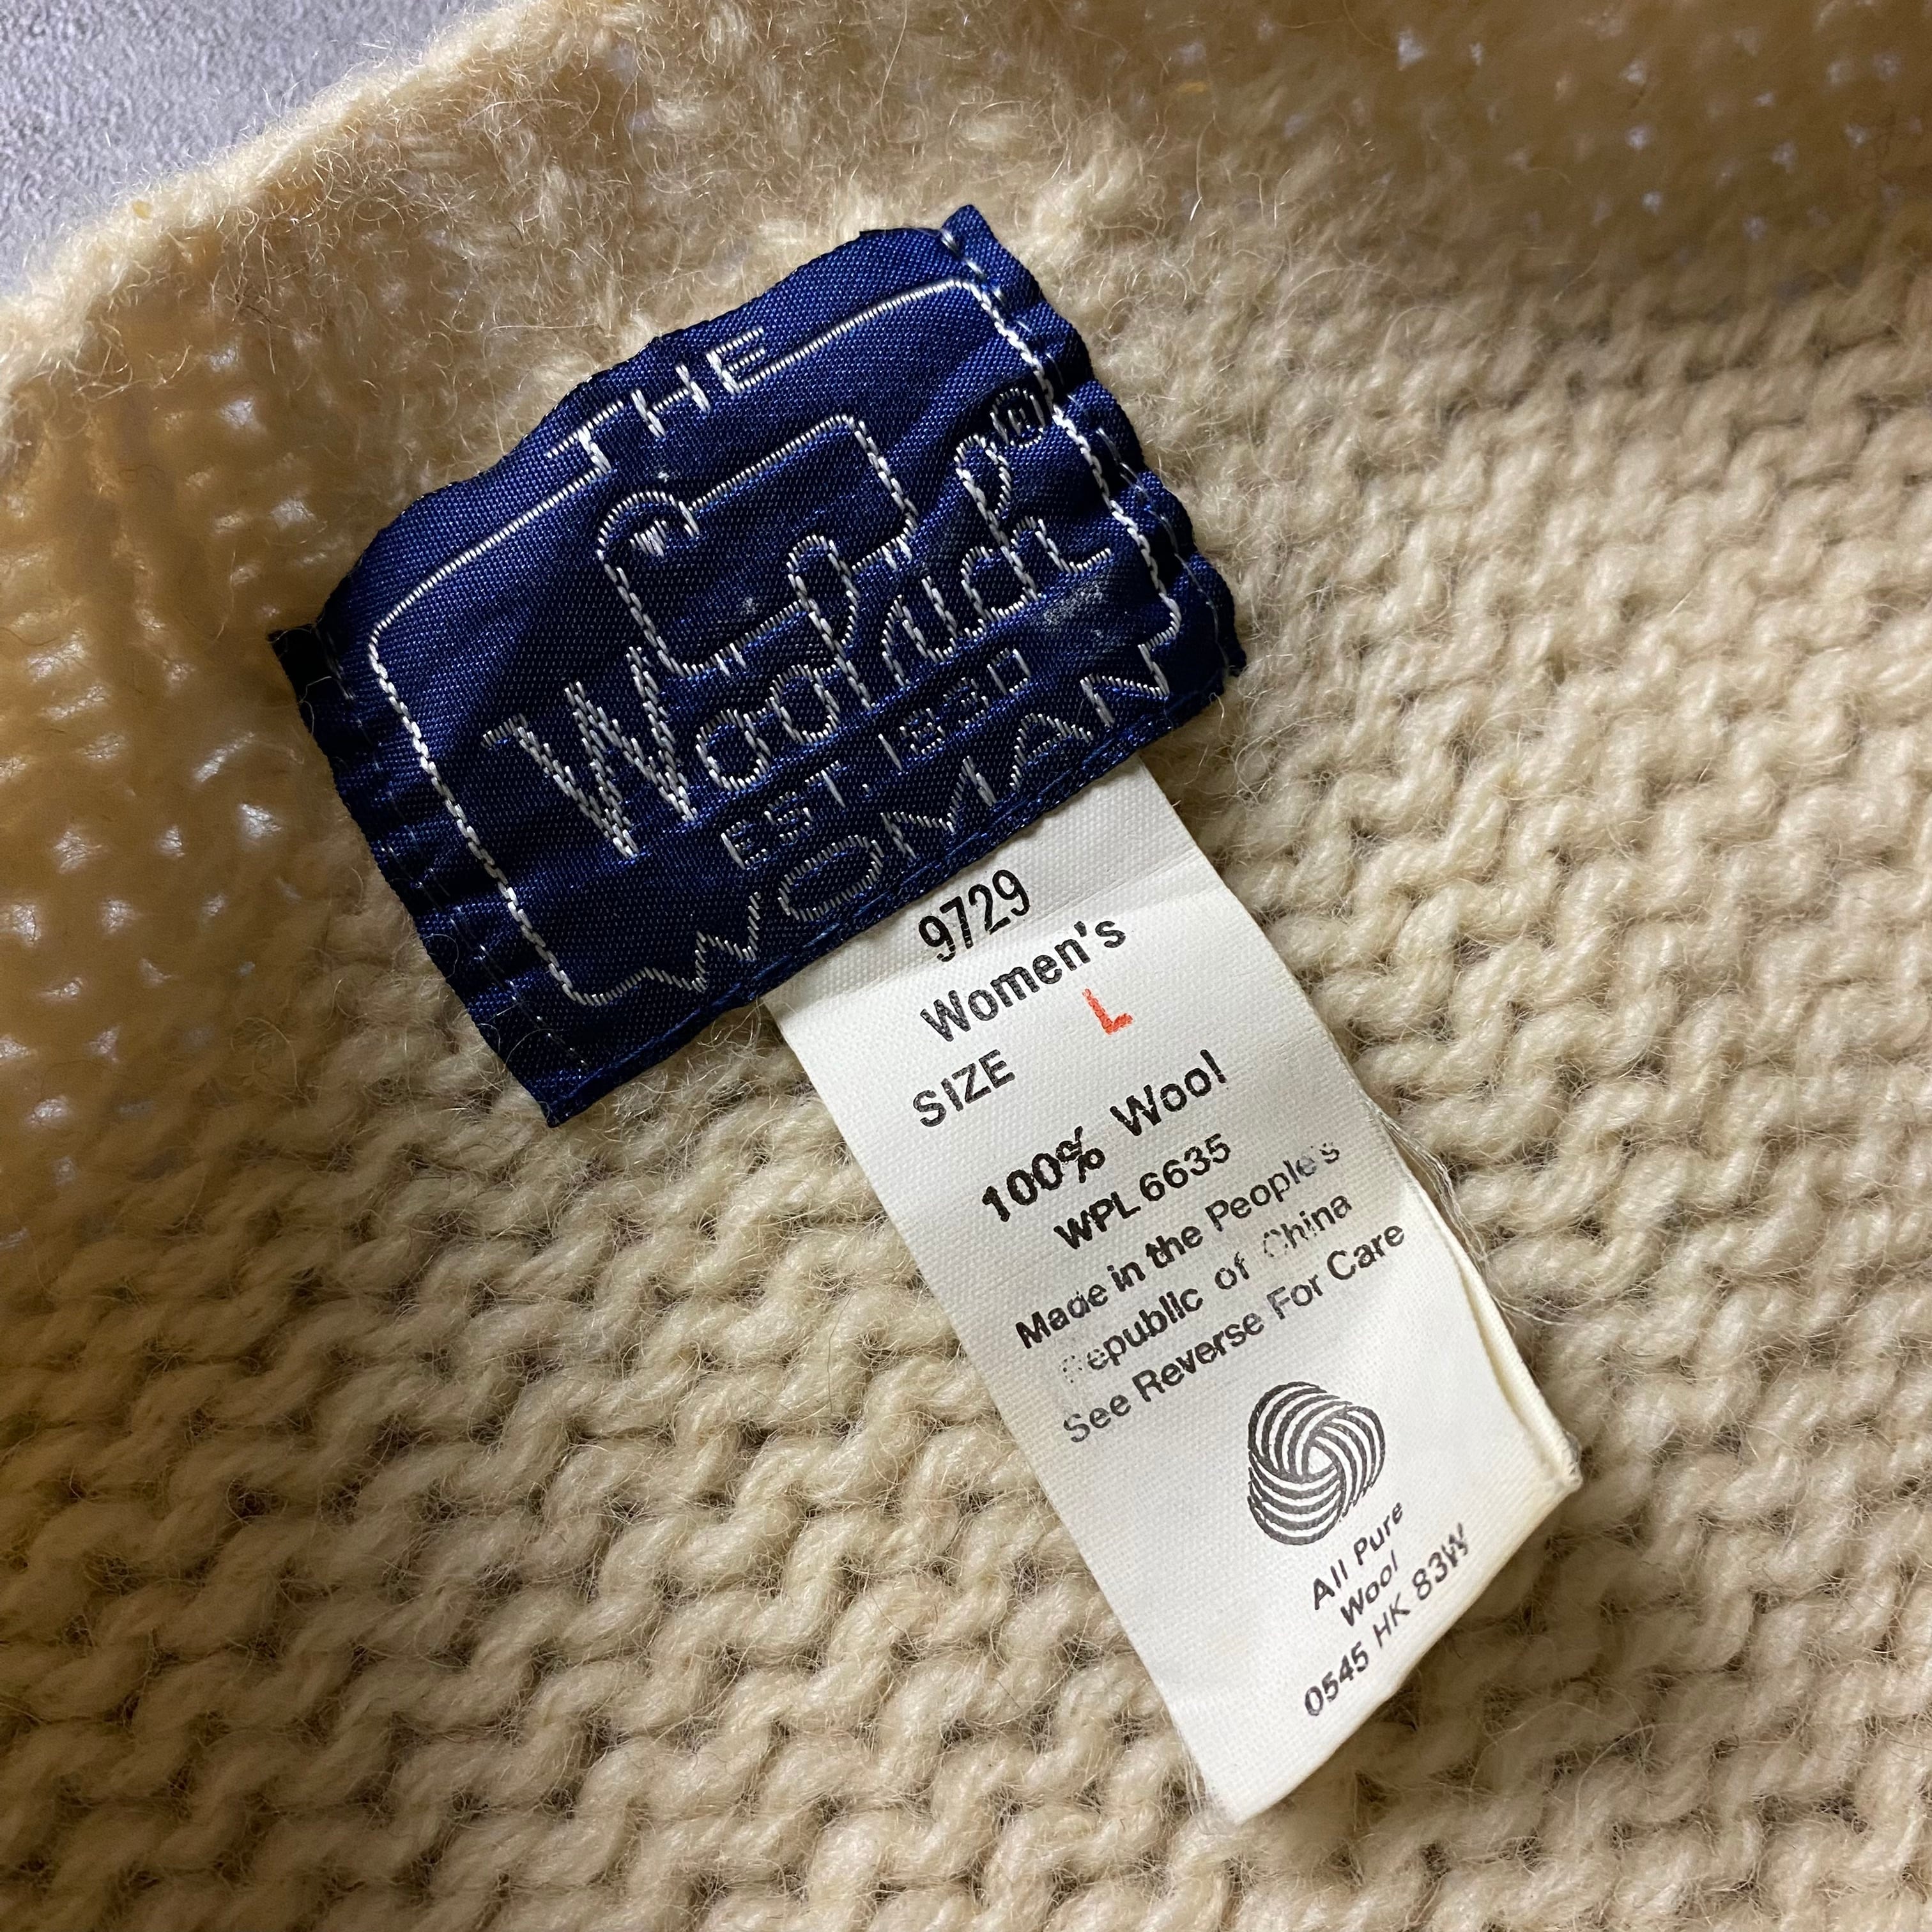 THE
Woolrich®
EST. 1830
WOMAN
9729
Women's
SIZE L
100% Wool
WPL 6635
Made in the People's
Republic of China
See Reverse For Care
All Pure
Wool
0545 HK 83W